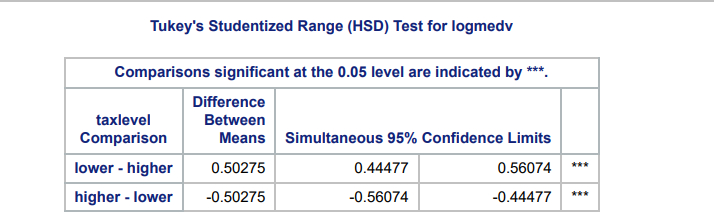 Tukey's Studentized Range (HSD) Test for logmedv
Comparisons significant at the 0.05 level are indicated by ***.
taxlevel Comparison Difference Between Means Simultaneous 95% Confidence Limits
lower - higher 0.50275 0.44477 0.56074 ***
higher - lower -0.50275 -0.56074 -0.44477 ***